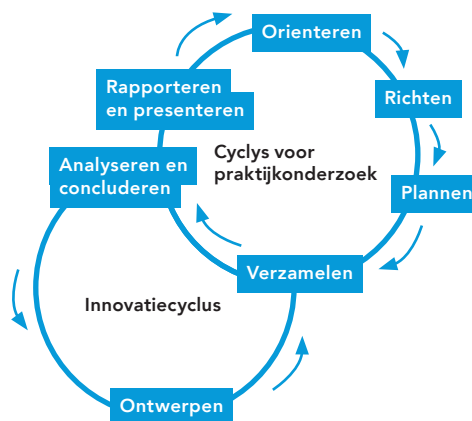 Orienteren
Rapporteren
en presenteren
Richten
Cyclys voor
praktijkonderzoek
Analyseren en
concluderen
Plannen
Verzamelen
Innovatiecyclus
Ontwerpen